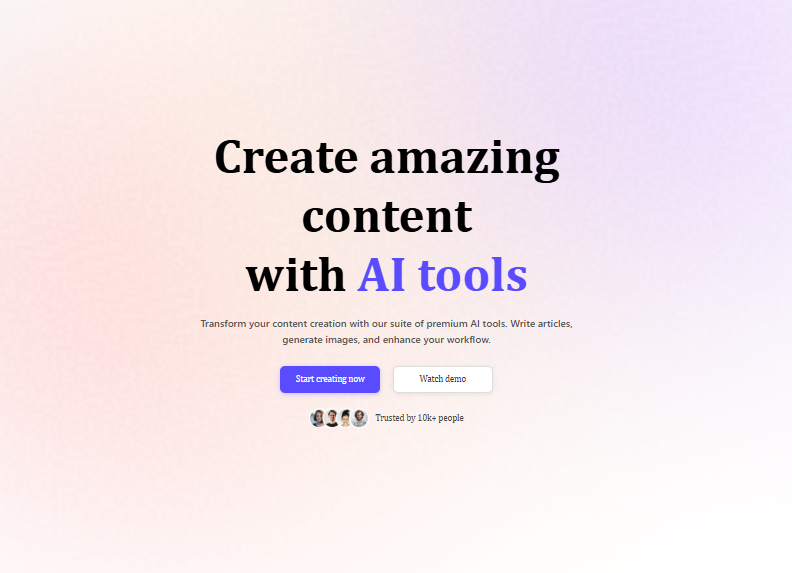 Create amazing
content
with AI tools
Transform your content creation with our suite of premium AI tools. Write articles,
generate images, and enhance your workflow.
Start creating now
Watch demo
Trusted by 10k+ people